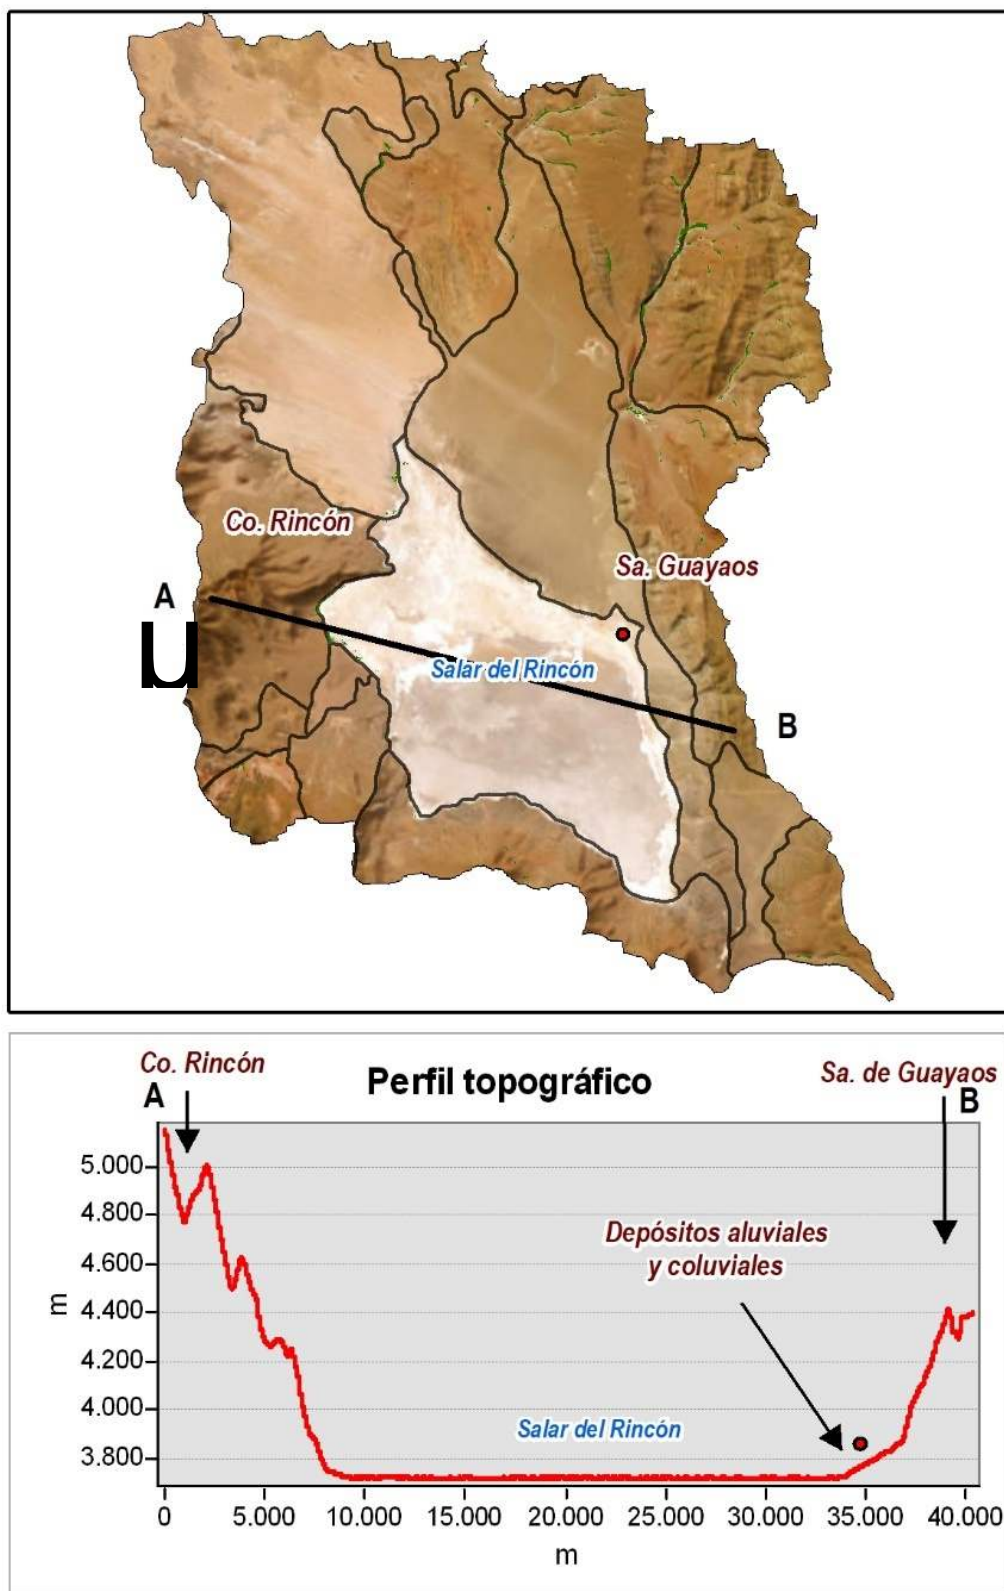 Co. Rincón
Sa. Guayaos
A
U
Salar del Rincón
B
Co. Rincón
Perfil topográfico
Sa. de Guayaos
A
B
5.000
4.800
4.600
4.400
4.200
4.000
3.800
m
Depósitos aluviales
y coluviales
Salar del Rincón
0 5.000 10.000 15.000 20.000 25.000 30.000 35.000 40.000
m